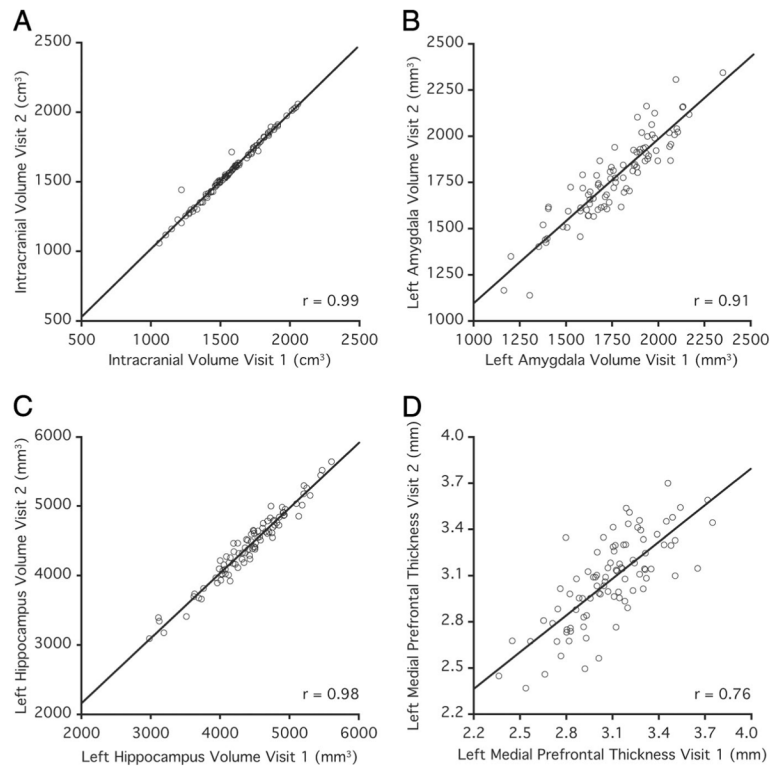 A
2500
2000
1500
1000
500
500 1000 1500 2000 2500
Intracranial Volume Visit 2 (cm³)
Intracranial Volume Visit 1 (cm³)
r = 0.99
B
2500
2250
2000
1750
1500
1250
1000
1000 1250 1500 1750 2000 2250 2500
Left Amygdala Volume Visit 2 (mm³)
Left Amygdala Volume Visit 1 (mm³)
r = 0.91
C
6000
5000
4000
3000
2000
2000 3000 4000 5000 6000
Left Hippocampus Volume Visit 2 (mm³)
Left Hippocampus Volume Visit 1 (mm³)
r = 0.98
D
4.0
3.7
3.4
3.1
2.8
2.5
2.2
2.2 2.5 2.8 3.1 3.4 3.7 4.0
Left Medial Prefrontal Thickness Visit 2 (mm)
Left Medial Prefrontal Thickness Visit 1 (mm)
r = 0.76